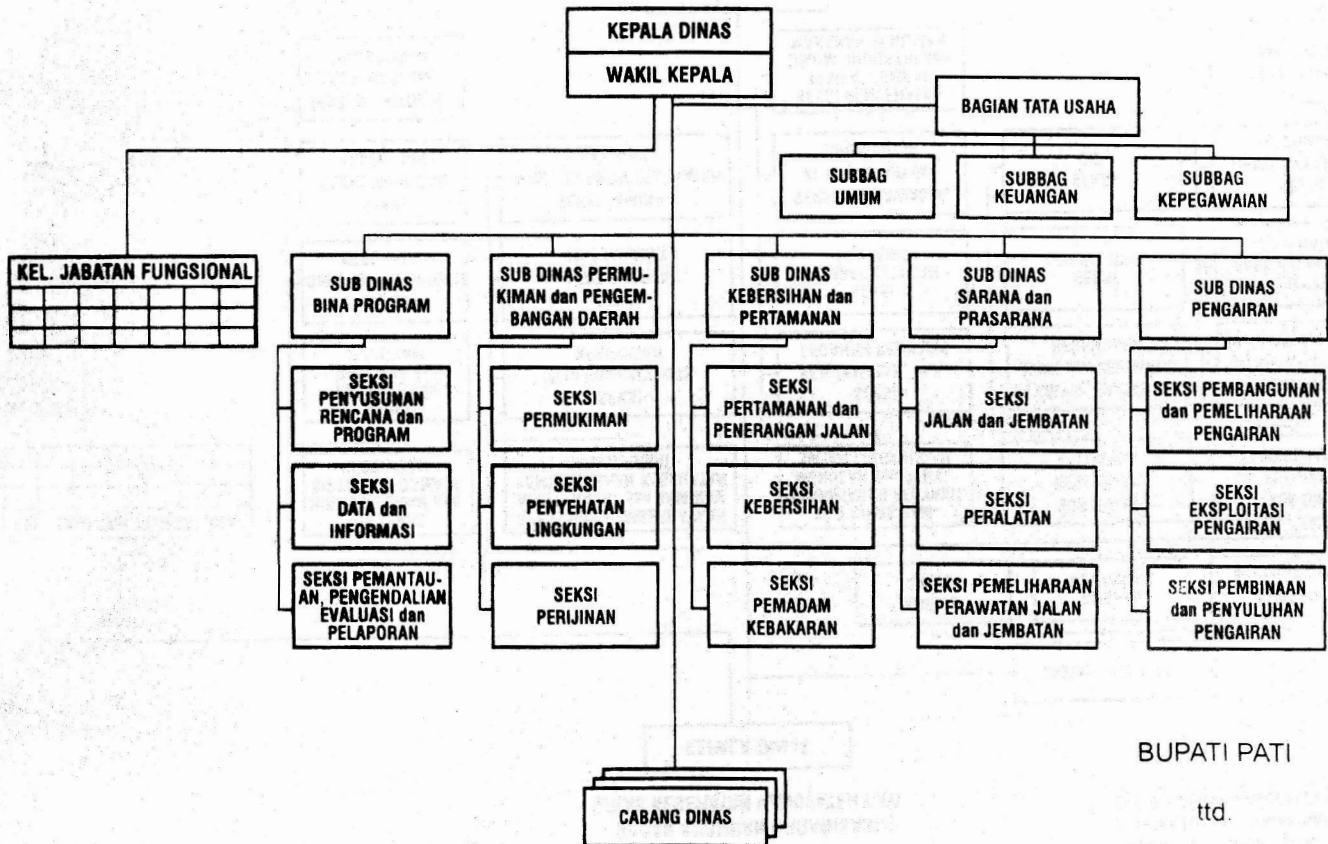 KEPALA DINAS
WAKIL KEPALA
BAGIAN TATA USAHA
SUBBAG
UMUM
SUBBAG
KEUANGAN
SUBBAG
KEPEGAWAIAN
KEL. JABATAN FUNGSIONAL
SUB DINAS
BINA PROGRAM
SUB DINAS PERMU-
KIMAN dan PENGEM-
BANGAN DAERAH
SUB DINAS
KEBERSIHAN dan
PERTAMANAN
SUB DINAS
SARANA dan
PRASARANA
SUB DINAS
PENGAIRAN
SEKSI
PENYUSUNAN
RENCANA dan
PROGRAM
SEKSI
PERMUKIMAN
SEKSI
PERTAMANAN dan
PENERANGAN JALAN
SEKSI
JALAN dan JEMBATAN
SEKSI PEMBANGUNAN
dan PEMELIHARAAN
PENGAIRAN
SEKSI
DATA dan
INFORMASI
SEKSI
PENYEHATAN
LINGKUNGAN
SEKSI
KEBERSIHAN
SEKSI
PERALATAN
SEKSI
EKSPLOITASI
PENGAIRAN
SEKSI PEMANTAU-
AN, PENGENDALIAN
EVALUASI dan
PELAPORAN
SEKSI
PERIJINAN
SEKSI
PEMADAM
KEBAKARAN
SEKSI PEMELIHARAAN
PERAWATAN JALAN
dan JEMBATAN
SEKSI PEMBINAAN
dan PENYULUHAN
PENGAIRAN
CABANG DINAS
BUPATI PATI
ttd.